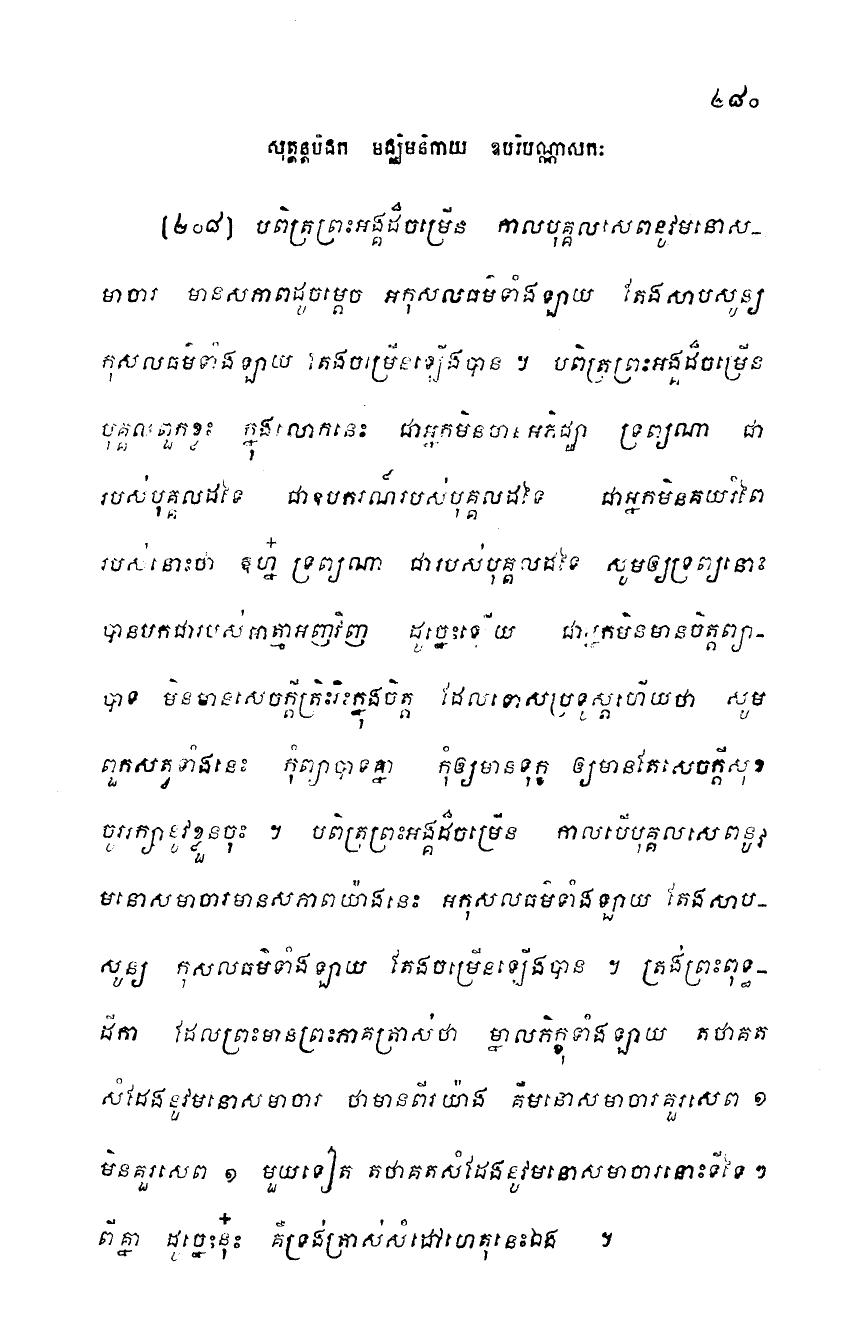 ៤៨០
សុត្តន្តបិដក មជ្ឈិមនិកាយ ឧបរិបណ្ណាសកៈ
(៤០៨) បពិត្រព្រះអង្គដ៏ចម្រើន កាលបុគ្គលសេពនូវមនោស-
មាចារ មានសភាពដូចម្តេច អកុសលធម៌ទាំងឡាយ តែងសាបសូន្យ
កុសលធម៌ទាំងឡាយ តែងចម្រើនឡើងបាន ។ បពិត្រព្រះអង្គដ៏ចម្រើន
បុគ្គលពួកខ្លះ ក្នុងលោកនេះ ជាអ្នកមិនមានអភិជ្ឈា ទ្រព្យណា ជា
របស់បុគ្គលដទៃ ជាឧបករណ៍របស់បុគ្គលដទៃ ជាអ្នកមិនគយគន់
របស់នោះថា ឱហ្ន៎ ទ្រព្យណា ជារបស់បុគ្គលដទៃ សូមឲ្យទ្រព្យនោះ
បានមកជារបស់អាត្មាអញវិញ ដូច្នេះឡើយ ជាអ្នកមិនមានចិត្តព្យា-
បាទ មិនមានសេចក្តីត្រិះរិះក្នុងចិត្ត ដែលទោសប្រទូស្តហើយថា សូម
ពួកសត្វទាំងនេះ កុំព្យាបាទគ្នា កុំឲ្យមានទុក្ខ ឲ្យមានតែសេចក្តីសុខ
ចូររក្សានូវខ្លួនចុះ ។ បពិត្រព្រះអង្គដ៏ចម្រើន កាលបើបុគ្គលសេពនូវ
មនោសមាចារមានសភាពយ៉ាងនេះ អកុសលធម៌ទាំងឡាយ តែងសាប-
សូន្យ កុសលធម៌ទាំងឡាយ តែងចម្រើនឡើងបាន ។ ត្រង់ព្រះពុទ្ធ-
ដីកា ដែលព្រះមានព្រះភាគត្រាស់ថា ម្នាលភិក្ខុទាំងឡាយ តថាគត
សំដែងនូវមនោសមាចារ ថាមានពីរយ៉ាង គឺមនោសមាចារគួរសេព ១
មិនគួរសេព ១ មួយទៀត តថាគតសំដែងនូវមនោសមាចារនោះទីទៃ ៗ
ពីគ្នា ដូច្នេះនុ៎ះ គឺទ្រង់ត្រាស់សំដៅហេតុនេះឯង ។